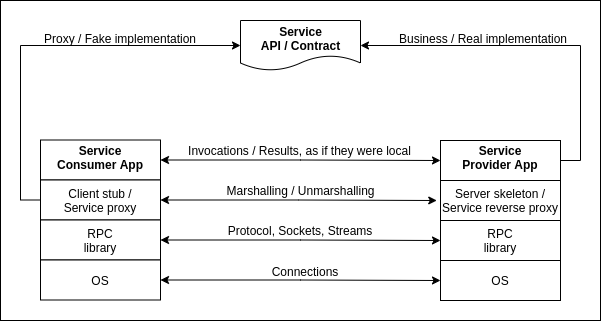 Service
API / Contract
Proxy / Fake implementation
Business / Real implementation
Service
Consumer App
Invocations / Results, as if they were local
Service
Provider App
Client stub /
Service proxy
Marshalling / Unmarshalling
Server skeleton /
Service reverse proxy
RPC
library
Protocol, Sockets, Streams
RPC
library
OS
Connections
OS